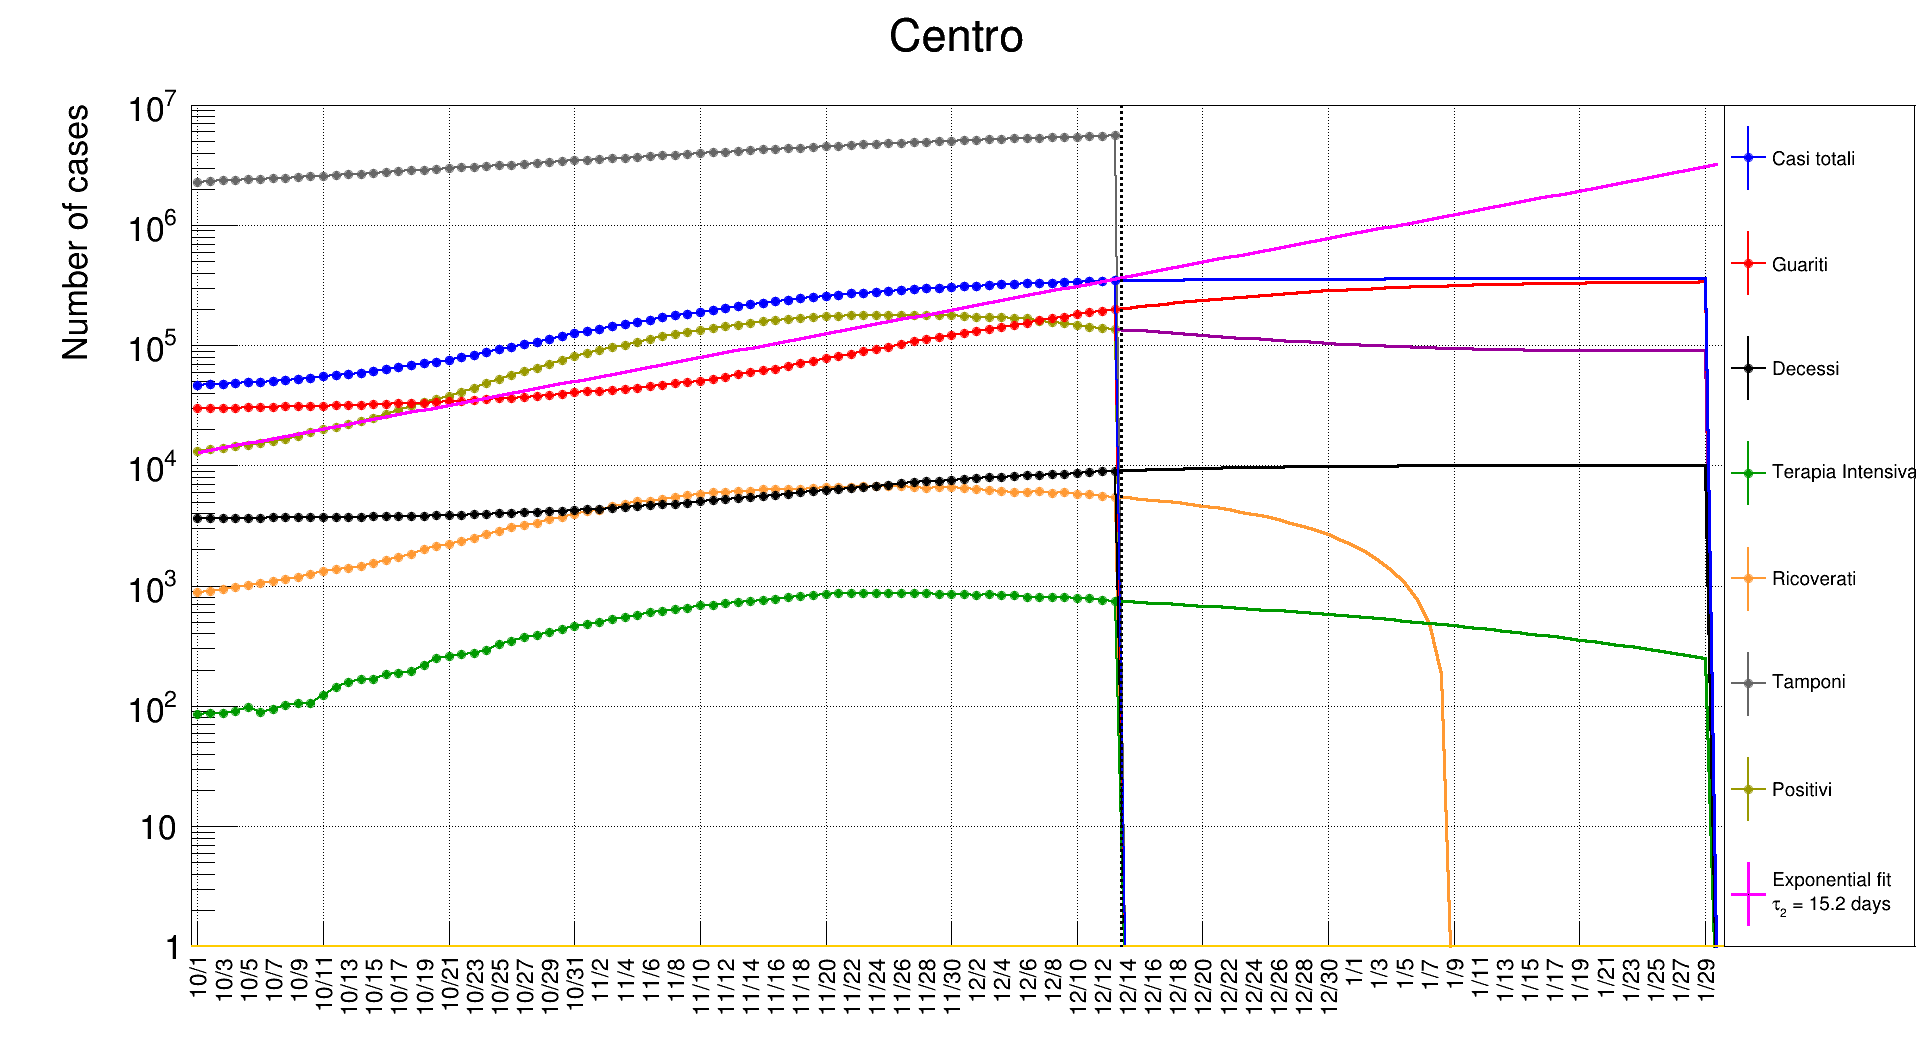 Centro
Number of cases
10^7
10^6
10^5
10^4
10^3
10^2
10
1
10/1 10/3 10/5 10/7 10/9 10/11 10/13 10/15 10/17 10/19 10/21 10/23 10/25 10/27 10/29 10/31 11/2 11/4 11/6 11/8 11/10 11/12 11/14 11/16 11/18 11/20 11/22 11/24 11/26 11/28 11/30 12/2 12/4 12/6 12/8 12/10 12/12 12/14 12/16 12/18 12/20 12/22 12/24 12/26 12/28 12/30 1/1 1/3 1/5 1/7 1/9 1/11 1/13 1/15 1/17 1/19 1/21 1/23 1/25 1/27 1/29
Casi totali
Guariti
Decessi
Terapia Intensiva
Ricoverati
Tamponi
Positivi
Exponential fit
τ₂ = 15.2 days